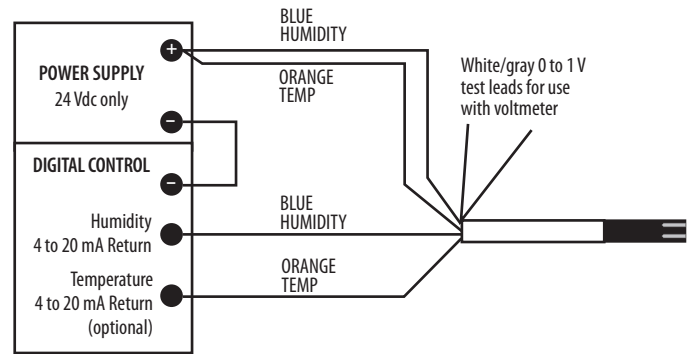 BLUE
HUMIDITY
+
POWER SUPPLY
24 Vdc only
ORANGE
TEMP
White/gray 0 to 1 V
test leads for use
with voltmeter
–
DIGITAL CONTROL
–
Humidity
4 to 20 mA Return
BLUE
HUMIDITY
Temperature
4 to 20 mA Return
(optional)
ORANGE
TEMP